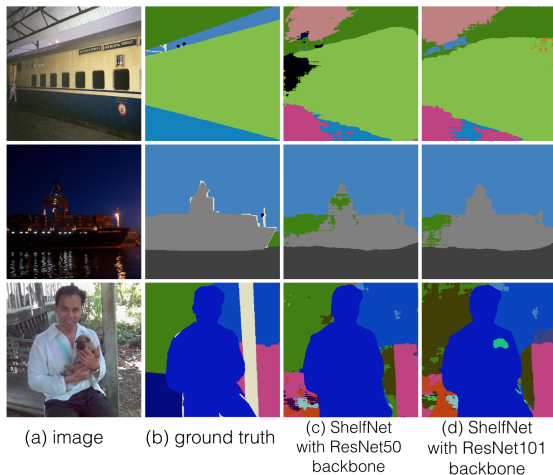 (a) image
(b) ground truth
(c) ShelfNet
with ResNet50
backbone
(d) ShelfNet
with ResNet101
backbone